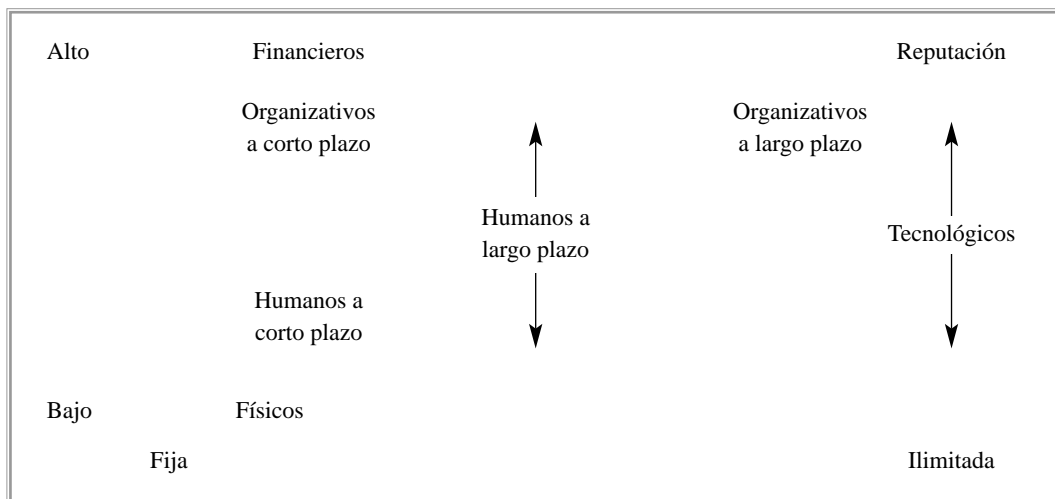 Alto
Financieros
Reputación
Organizativos
a corto plazo
Organizativos
a largo plazo
Humanos a
largo plazo
Tecnológicos
Humanos a
corto plazo
Bajo
Físicos
Fija
Ilimitada